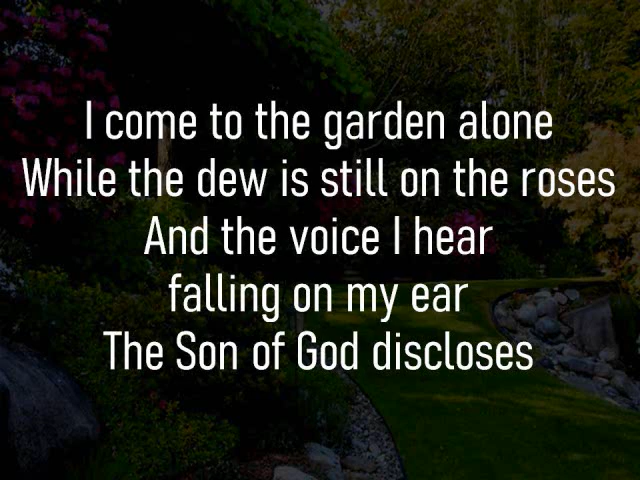 I come to the garden alone
While the dew is still on the roses
And the voice I hear
falling on my ear
The Son of God discloses